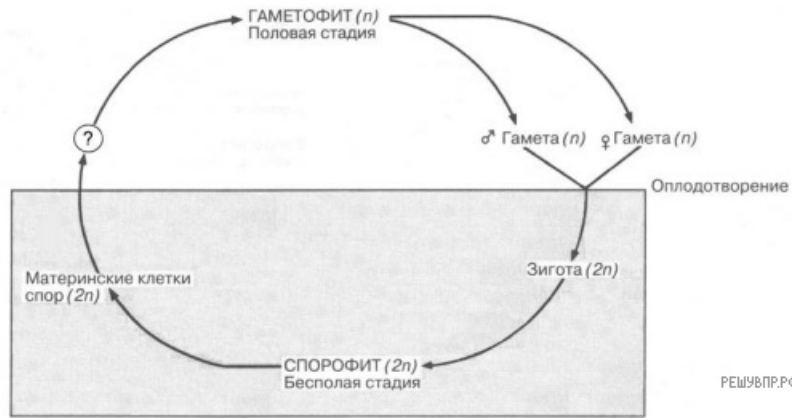 ГАМЕТОФИТ (n)
Половая стадия
?
♂ Гамета (n) ♀ Гамета (n)
Оплодотворение
Зигота (2n)
Материнские клетки
спор (2n)
СПОРОФИТ (2n)
Бесполая стадия
РЕШУВПР.РФ